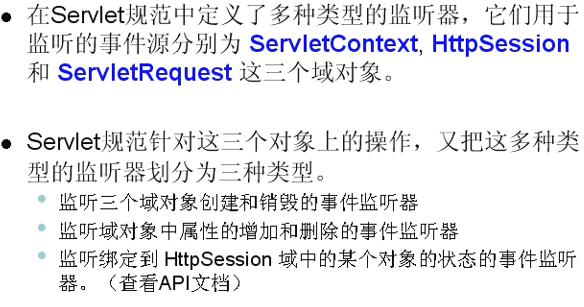 ● 在Servlet规范中定义了多种类型的监听器，它们用于
监听的事件源分别为 ServletContext, HttpSession
和 ServletRequest 这三个域对象。
● Servlet规范针对这三个对象上的操作，又把这多种类
型的监听器划分为三种类型。
• 监听三个域对象创建和销毁的事件监听器
• 监听域对象中属性的增加和删除的事件监听器
• 监听绑定到 HttpSession 域中的某个对象的状态的事件监听
器。（查看API文档）